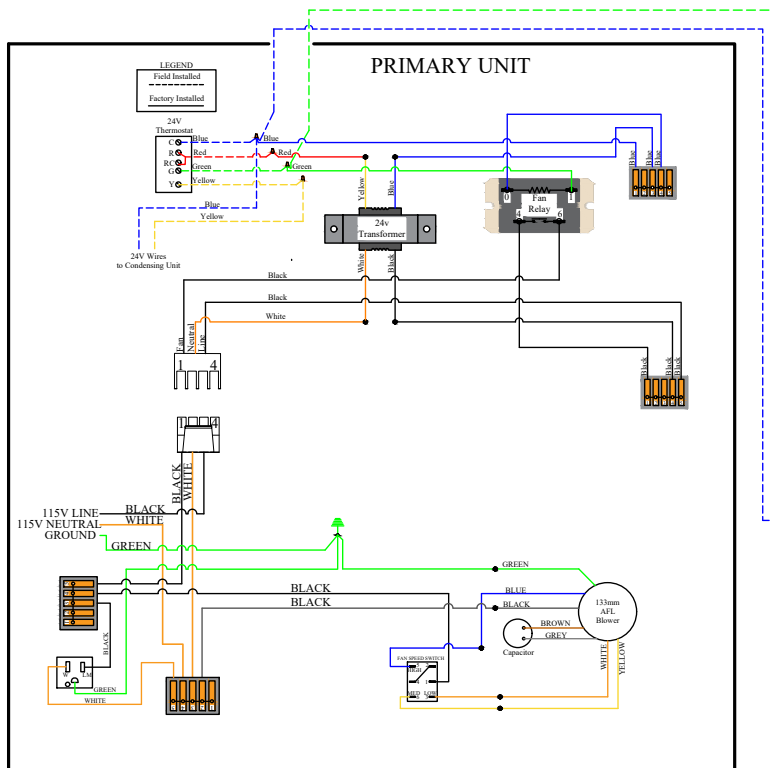 PRIMARY UNIT
LEGEND
Field Installed
Factory Installed
24V
Thermostat
C
R
RC
G
Y
Blue
Blue
Red
Red
Green
Green
Yellow
Blue
Yellow
24V Wires
to Condensing Unit
Yellow
Blue
24v
Transformer
White
Black
0
1
Fan
Relay
4
6
Blue
Blue
Blue
Black
Black
White
Fan
Neutral
Line
1
4
Black
Black
Black
1
4
BLACK
WHITE
115V LINE
BLACK
115V NEUTRAL
WHITE
GROUND
GREEN
GREEN
BLUE
BLACK
BLACK
BLACK
133mm
AFL
Blower
BROWN
GREY
Capacitor
WHITE
YELLOW
BLACK
W
GREEN
WHITE
FAN SPEED SWITCH
HIGH
MED
LOW